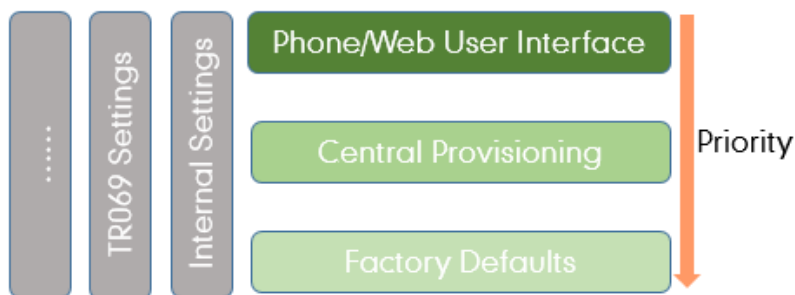 ......
TR069 Settings
Internal Settings
Phone/Web User Interface
Central Provisioning
Factory Defaults
Priority